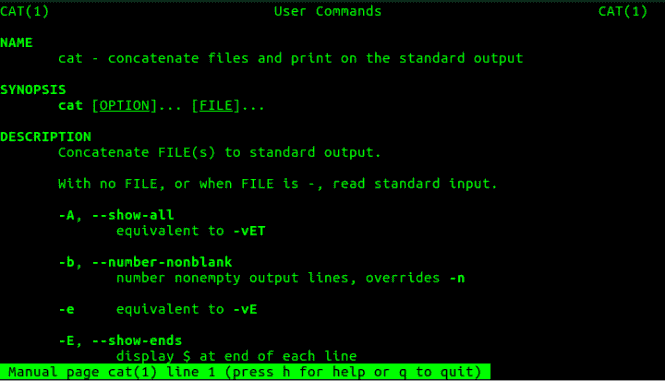 CAT(1) User Commands CAT(1)
NAME
cat - concatenate files and print on the standard output
SYNOPSIS
cat [OPTION]... [FILE]...
DESCRIPTION
Concatenate FILE(s) to standard output.
With no FILE, or when FILE is -, read standard input.
-A, --show-all
equivalent to -vET
-b, --number-nonblank
number nonempty output lines, overrides -n
-e equivalent to -vE
-E, --show-ends
display $ at end of each line
Manual page cat(1) line 1 (press h for help or q to quit)